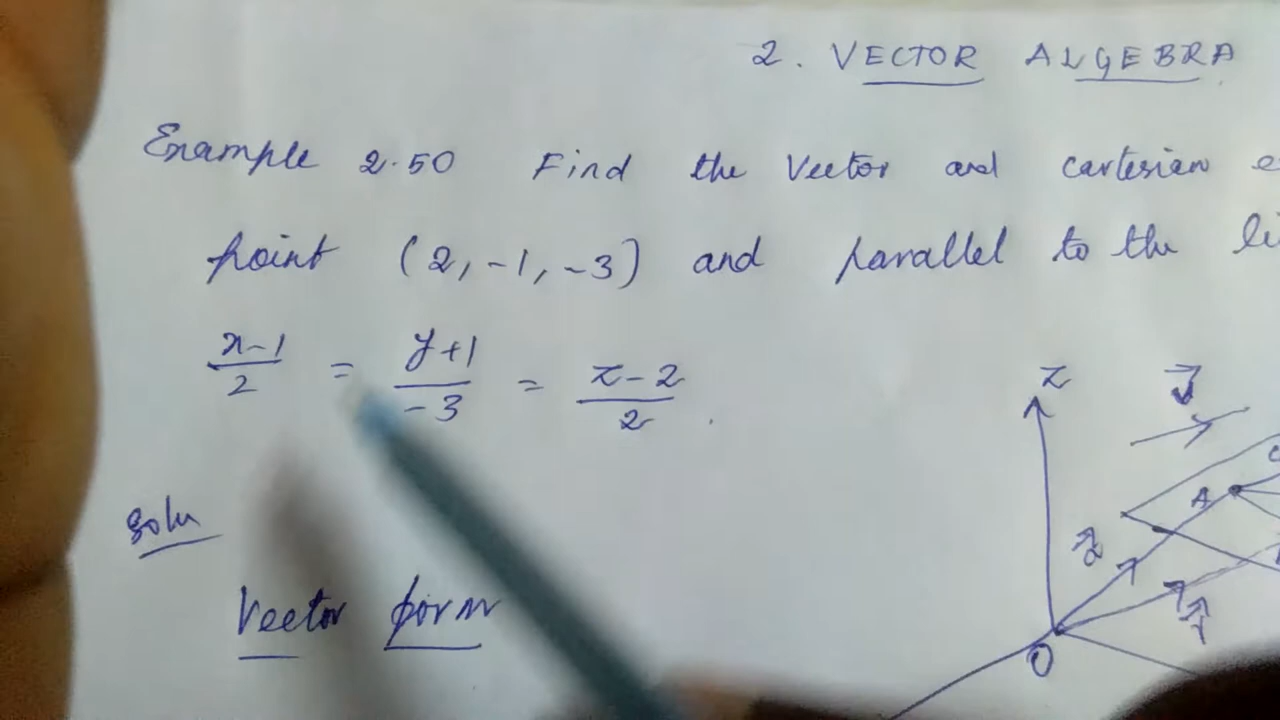 2. VECTOR ALGEBRA
Example 2.50 Find the Vector and cartesian e
point (2, -1, -3) and parallel to the li
x-1/2 = y+1/-3 = z-2/2 .
Soln
Vector form
z v
A
a
r
O